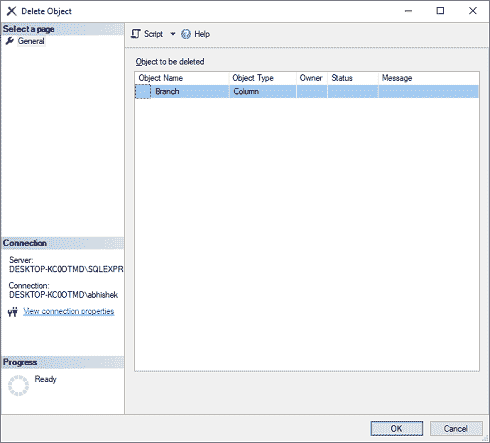 Delete Object
Select a page
General
Script Help
Object to be deleted
Object Name Object Type Owner Status Message
Branch Column
Connection
Server:
DESKTOP-KC0OTMD\SQLEXPR
Connection:
DESKTOP-KC0OTMD\abhishek
View connection properties
Progress
Ready
OK Cancel